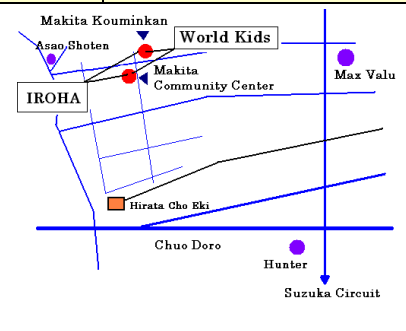 Makita Kouminkan
World Kids
Asao Shoten
Max Valu
Makita
Community Center
IROHA
Hirata Cho Eki
Chuo Doro
Hunter
Suzuka Circuit